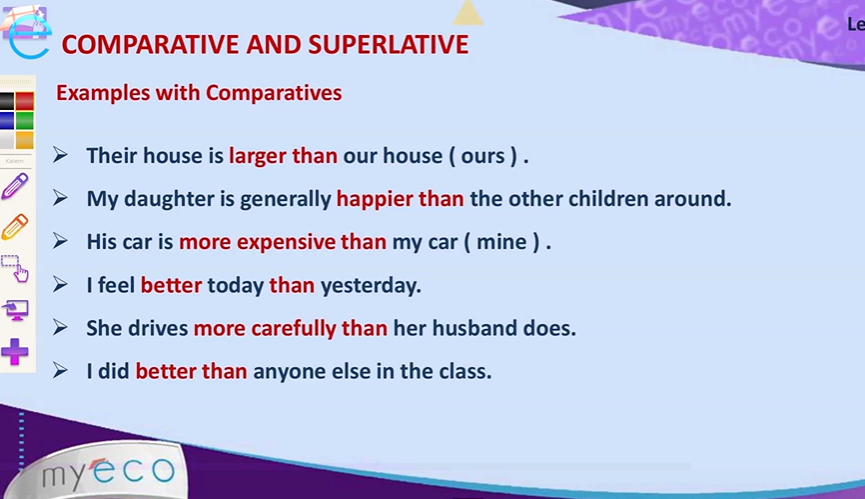 Le
COMPARATIVE AND SUPERLATIVE
Examples with Comparatives
Their house is larger than our house ( ours ) .
My daughter is generally happier than the other children around.
His car is more expensive than my car ( mine ) .
I feel better today than yesterday.
She drives more carefully than her husband does.
I did better than anyone else in the class.
Kalem
myeco